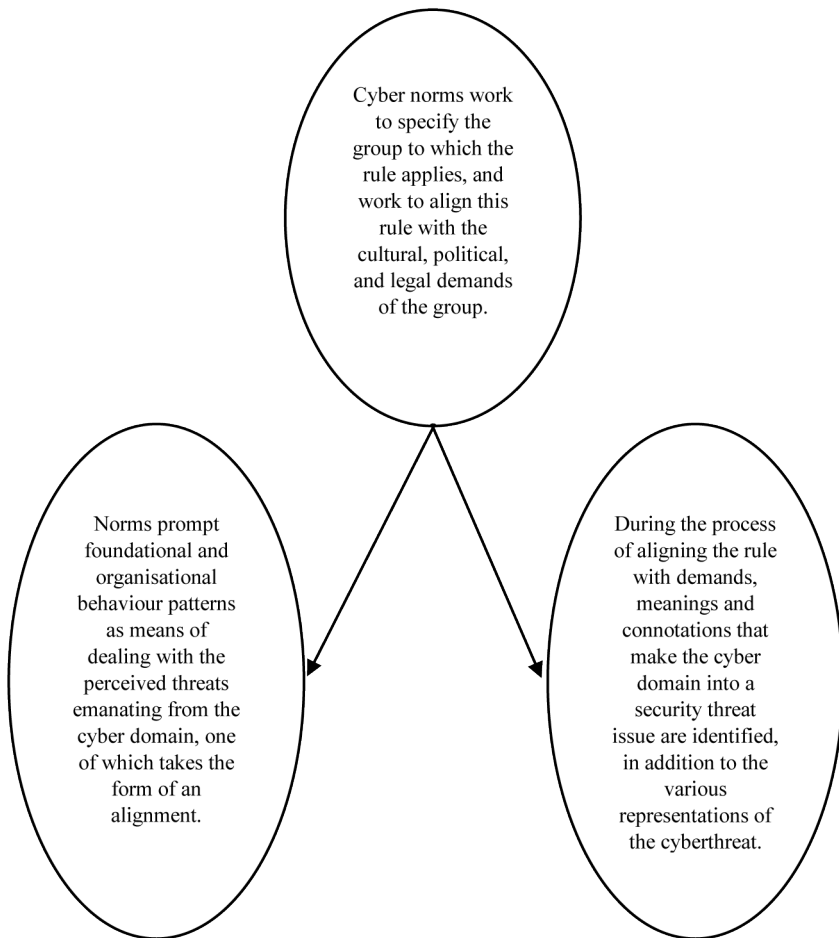 Cyber norms work
to specify the
group to which the
rule applies, and
work to align this
rule with the
cultural, political,
and legal demands
of the group.
Norms prompt
foundational and
organisational
behaviour patterns
as means of
dealing with the
perceived threats
emanating from the
cyber domain, one
of which takes the
form of an
alignment.
During the process
of aligning the rule
with demands,
meanings and
connotations that
make the cyber
domain into a
security threat
issue are identified,
in addition to the
various
representations of
the cyberthreat.